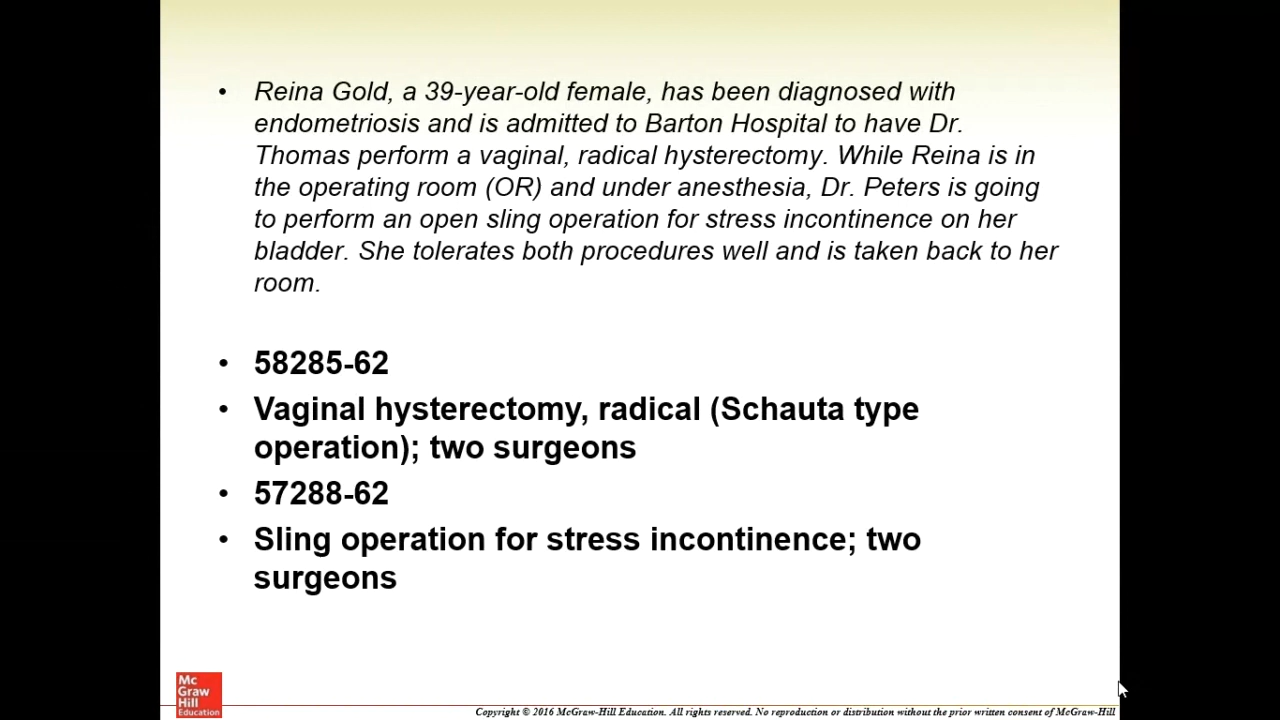 • Reina Gold, a 39-year-old female, has been diagnosed with
endometriosis and is admitted to Barton Hospital to have Dr.
Thomas perform a vaginal, radical hysterectomy. While Reina is in
the operating room (OR) and under anesthesia, Dr. Peters is going
to perform an open sling operation for stress incontinence on her
bladder. She tolerates both procedures well and is taken back to her
room.
• 58285-62
• Vaginal hysterectomy, radical (Schauta type
operation); two surgeons
• 57288-62
• Sling operation for stress incontinence; two
surgeons
Mc
Graw
Hill
Education
Copyright © 2016 McGraw-Hill Education. All rights reserved. No reproduction or distribution without the prior written consent of McGraw-Hill